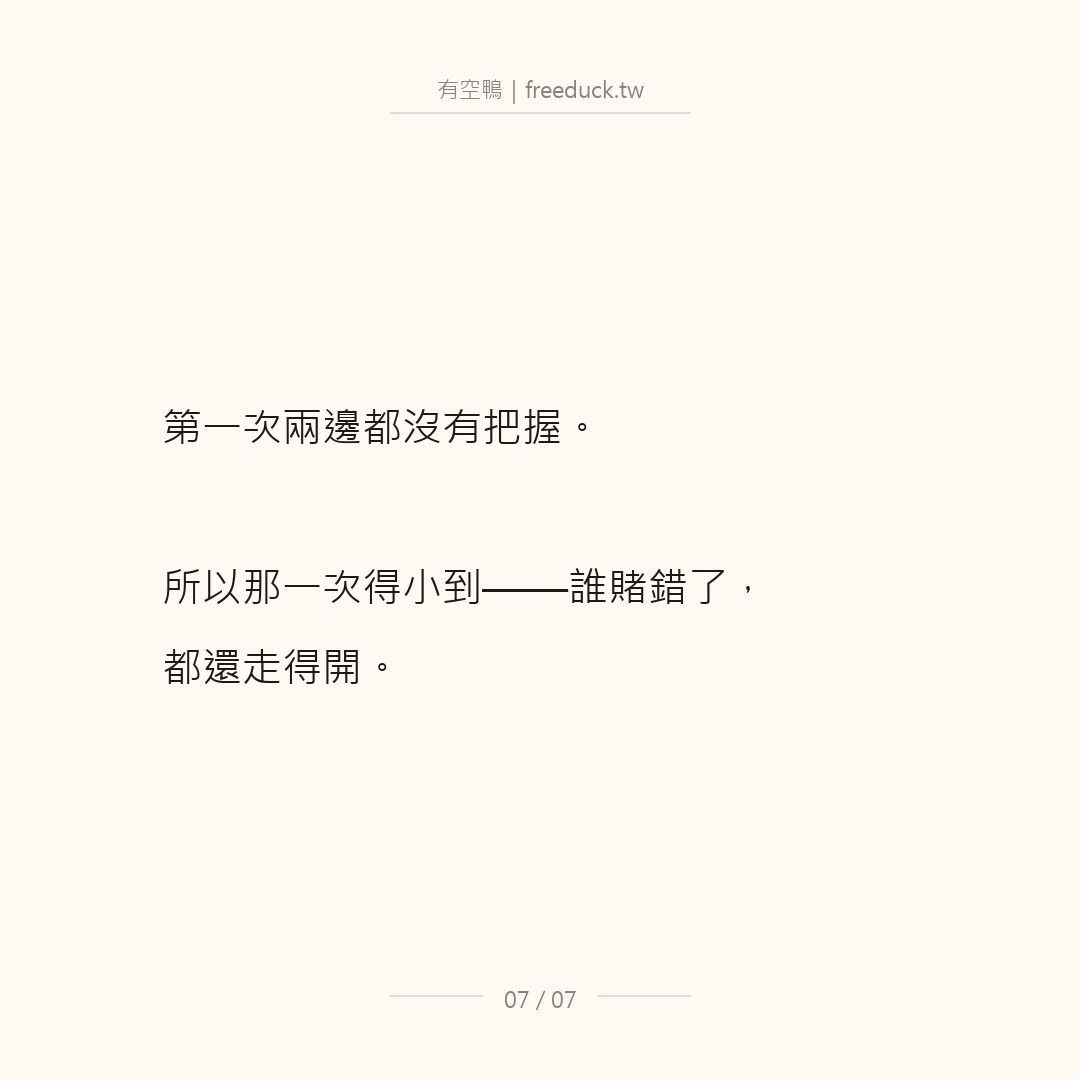 有空鴨｜freeduck.tw
第一次兩邊都沒有把握。
所以那一次得小到——誰賭錯了，
都還走得開。
07 / 07